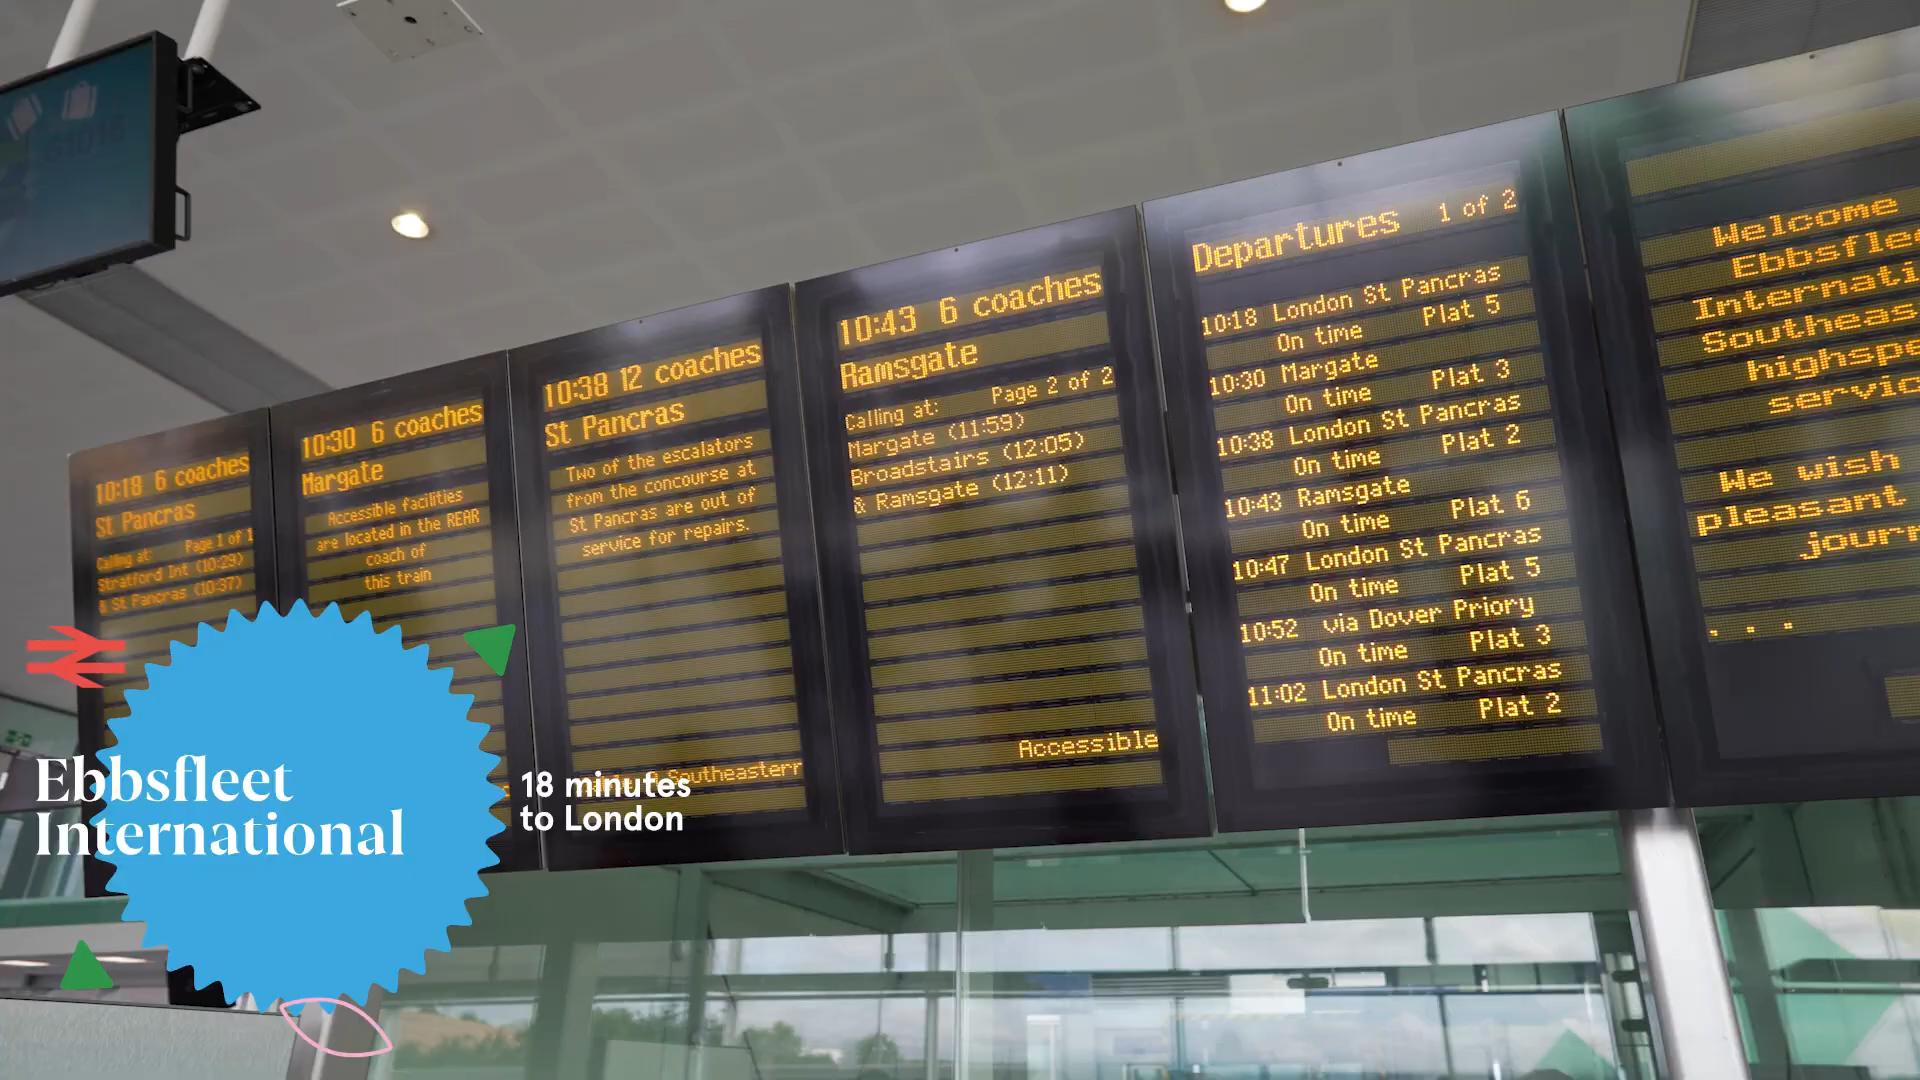 10:18 6 coaches
St Pancras
Calling at: Page 1 of 1
Stratford Int (10:29)
& St Pancras (10:37)
10:30 6 coaches
Margate
Accessible facilities
are located in the REAR
coach of
this train
10:38 12 coaches
St Pancras
Two of the escalators
from the concourse at
St Pancras are out of
service for repairs.
Southeastern
10:43 6 coaches
Ramsgate
Calling at: Page 2 of 2
Margate (11:59)
Broadstairs (12:05)
& Ramsgate (12:11)
Accessible
Departures 1 of 2
10:18 London St Pancras
On time Plat 5
10:30 Margate
On time Plat 3
10:38 London St Pancras
On time Plat 2
10:43 Ramsgate
On time Plat 6
10:47 London St Pancras
On time Plat 5
10:52 via Dover Priory
On time Plat 3
11:02 London St Pancras
On time Plat 2
Welcome
Ebbsflee
Internati
Southeas
highspe
servic
We wish
pleasant
journ
. . .
Ebbsfleet
International
18 minutes
to London